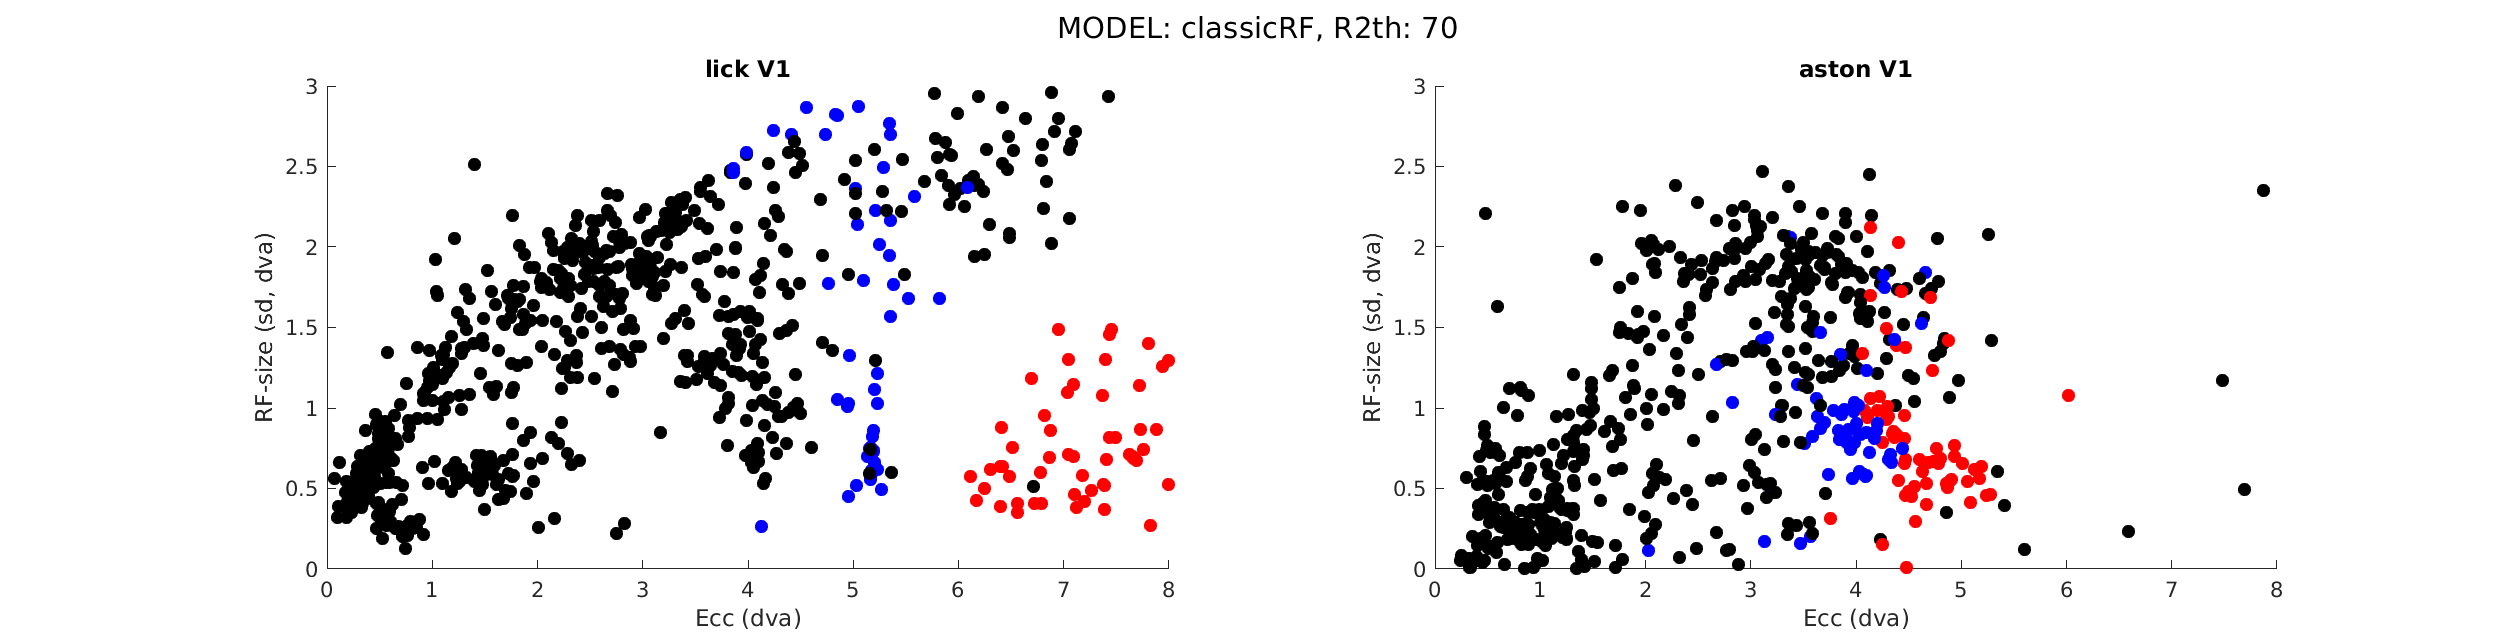 MODEL: classicRF, R2th: 70
lick V1
3
2.5
2
1.5
1
0.5
0
RF-size (sd, dva)
0 1 2 3 4 5 6 7 8
Ecc (dva)
aston V1
3
2.5
2
1.5
1
0.5
0
RF-size (sd, dva)
0 1 2 3 4 5 6 7 8
Ecc (dva)